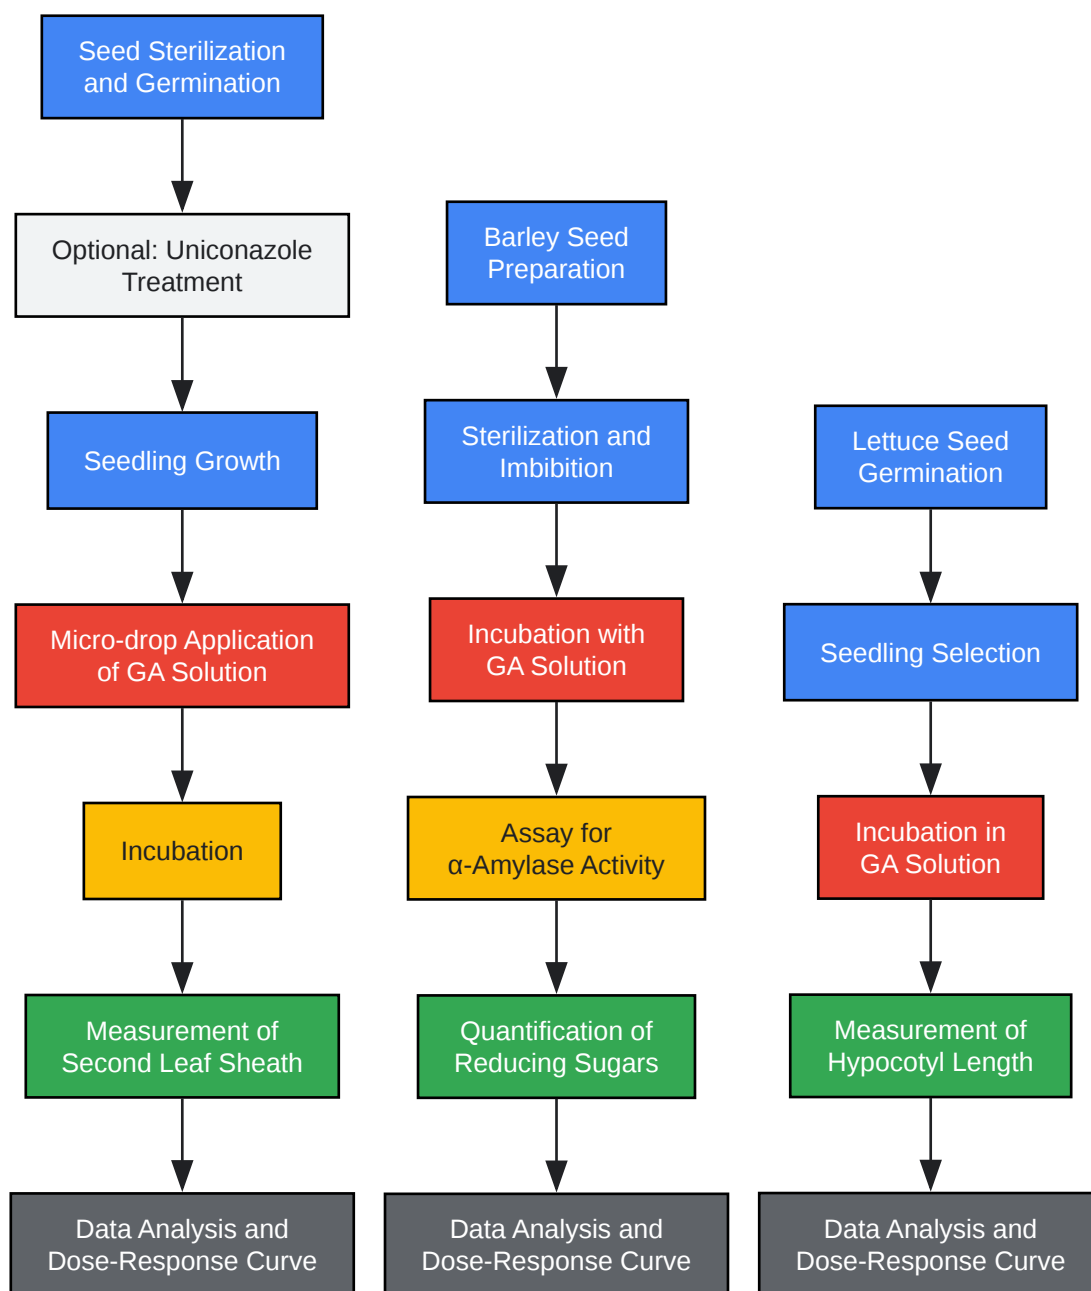 Seed Sterilization
and Germination
Optional: Uniconazole
Treatment
Seedling Growth
Micro-drop Application
of GA Solution
Incubation
Measurement of
Second Leaf Sheath
Data Analysis and
Dose-Response Curve
Barley Seed
Preparation
Sterilization and
Imbibition
Incubation with
GA Solution
Assay for
α-Amylase Activity
Quantification of
Reducing Sugars
Data Analysis and
Dose-Response Curve
Lettuce Seed
Germination
Seedling Selection
Incubation in
GA Solution
Measurement of
Hypocotyl Length
Data Analysis and
Dose-Response Curve